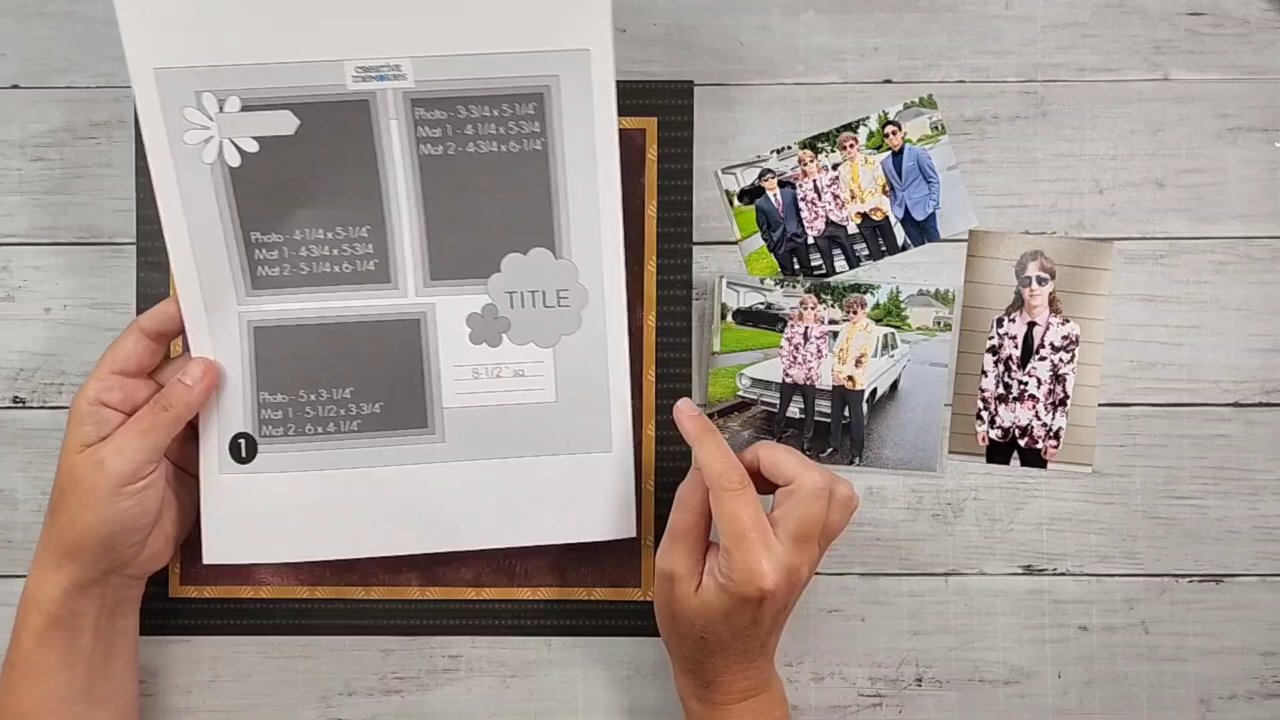 creative
memories
Photo - 3-3/4 x 5-1/4"
Mat 1 - 4-1/4 x 5-3/4
Mat 2 - 4-3/4 x 6-1/4"
Photo - 4-1/4 x 5-1/4"
Mat 1 - 4-3/4 x 5-3/4
Mat 2 - 5-1/4 x 6-1/4"
TITLE
8-1/2" sq
Photo - 5 x 3-1/4"
Mat 1 - 5-1/2 x 3-3/4"
Mat 2 - 6 x 4-1/4"
1